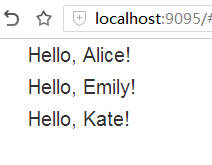 localhost:9095/#
Hello, Alice!
Hello, Emily!
Hello, Kate!